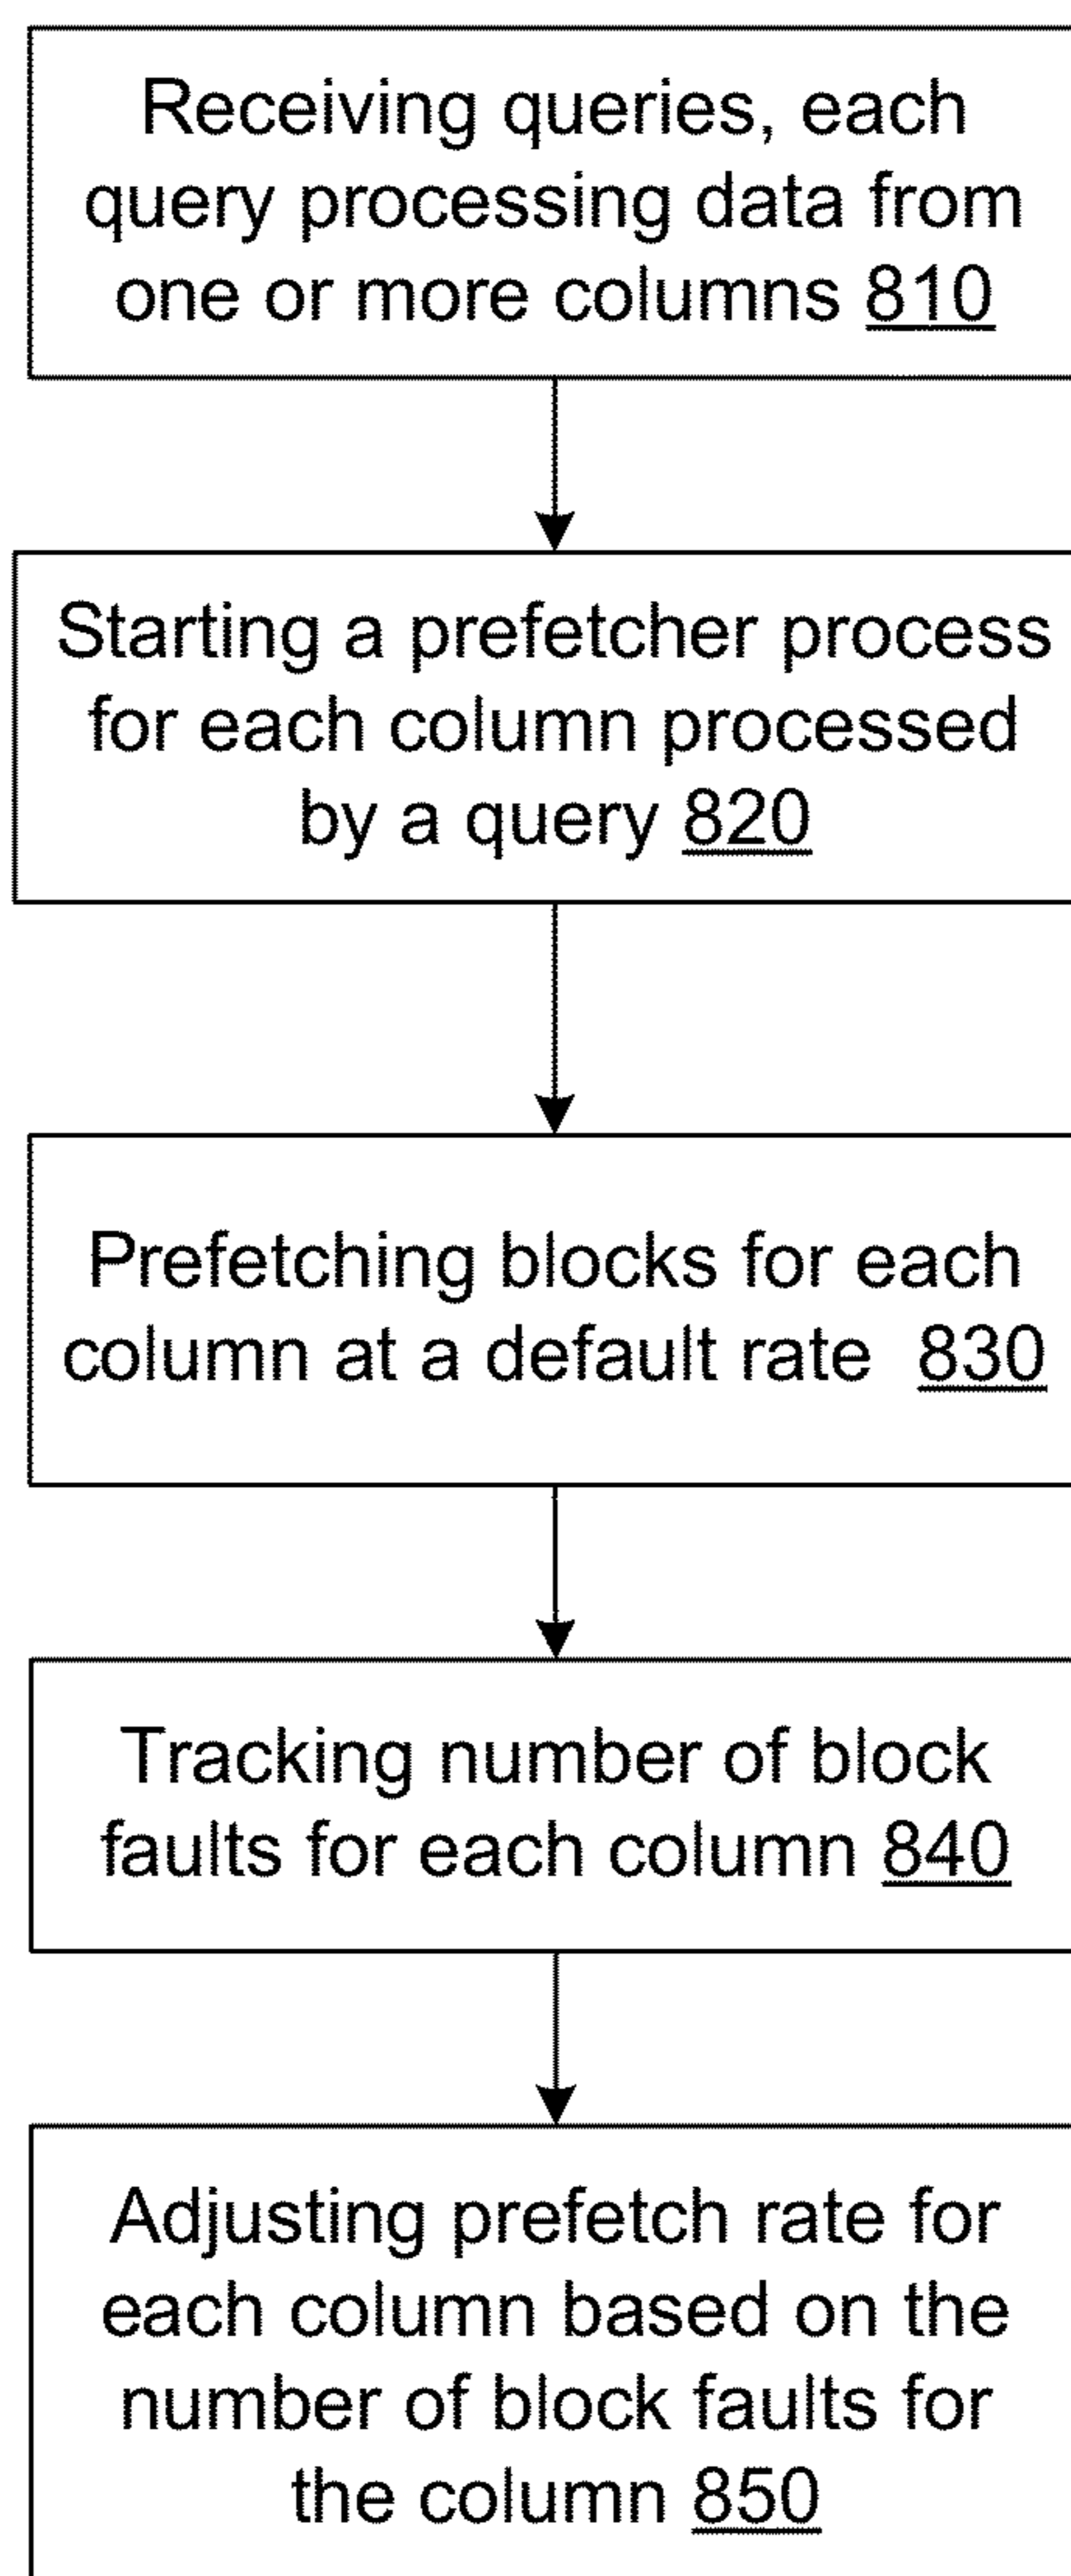 Receiving queries, each
query processing data from
one or more columns 810
Starting a prefetcher process
for each column processed
by a query 820
Prefetching blocks for each
column at a default rate 830
Tracking number of block
faults for each column 840
Adjusting prefetch rate for
each column based on the
number of block faults for
the column 850